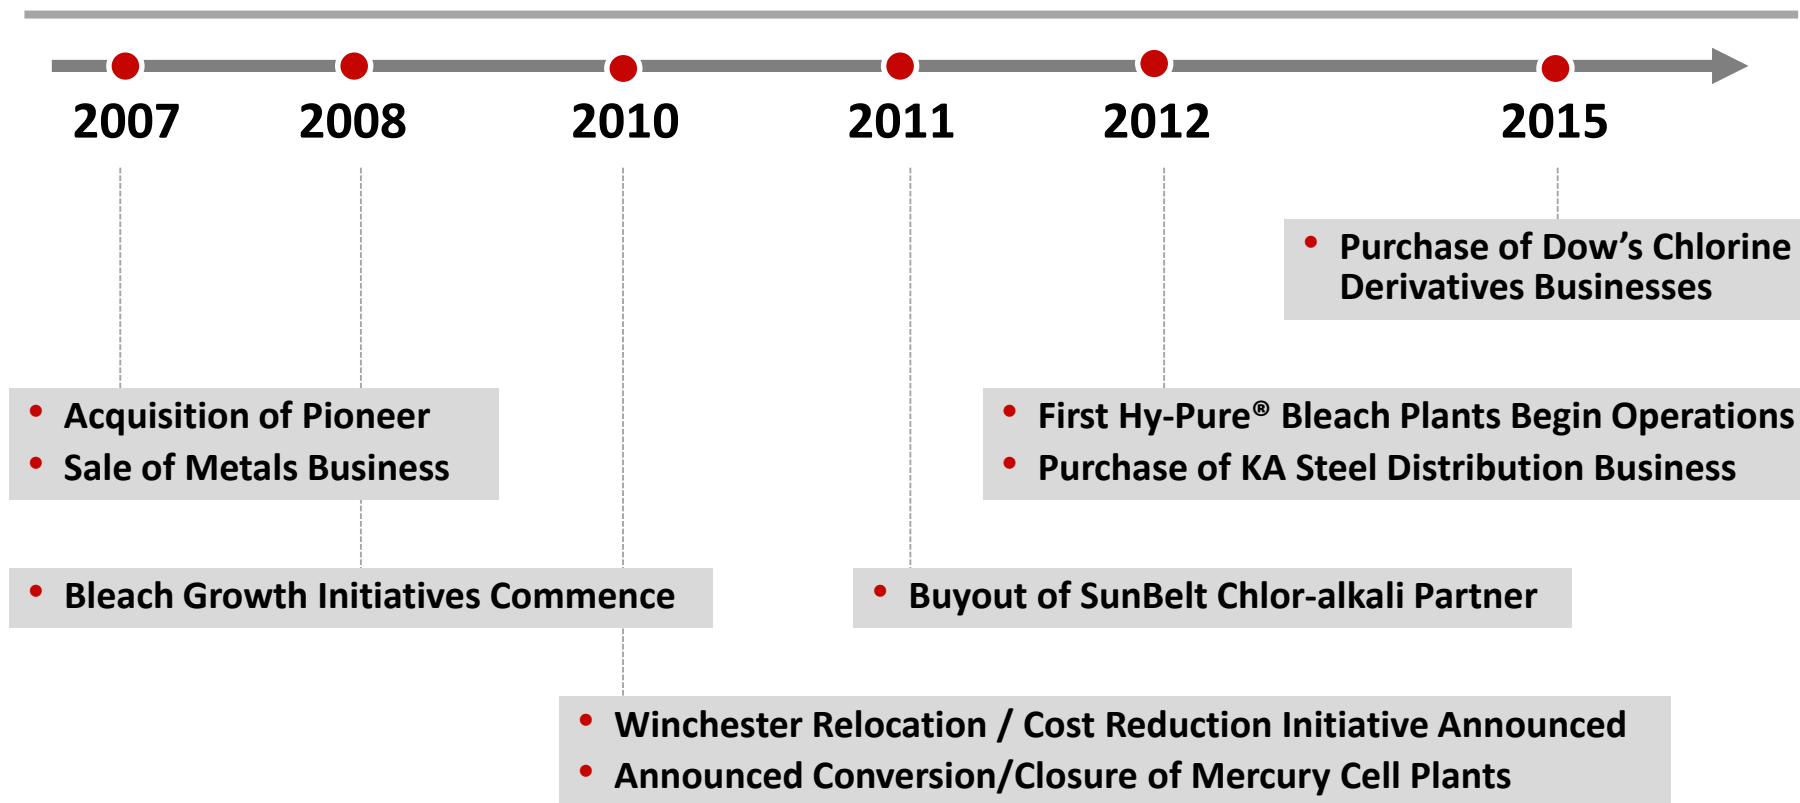 2007 2008 2010 2011 2012 2015
• Purchase of Dow’s Chlorine
Derivatives Businesses
• Acquisition of Pioneer
• Sale of Metals Business
• First Hy-Pure® Bleach Plants Begin Operations
• Purchase of KA Steel Distribution Business
• Bleach Growth Initiatives Commence
• Buyout of SunBelt Chlor-alkali Partner
• Winchester Relocation / Cost Reduction Initiative Announced
• Announced Conversion/Closure of Mercury Cell Plants